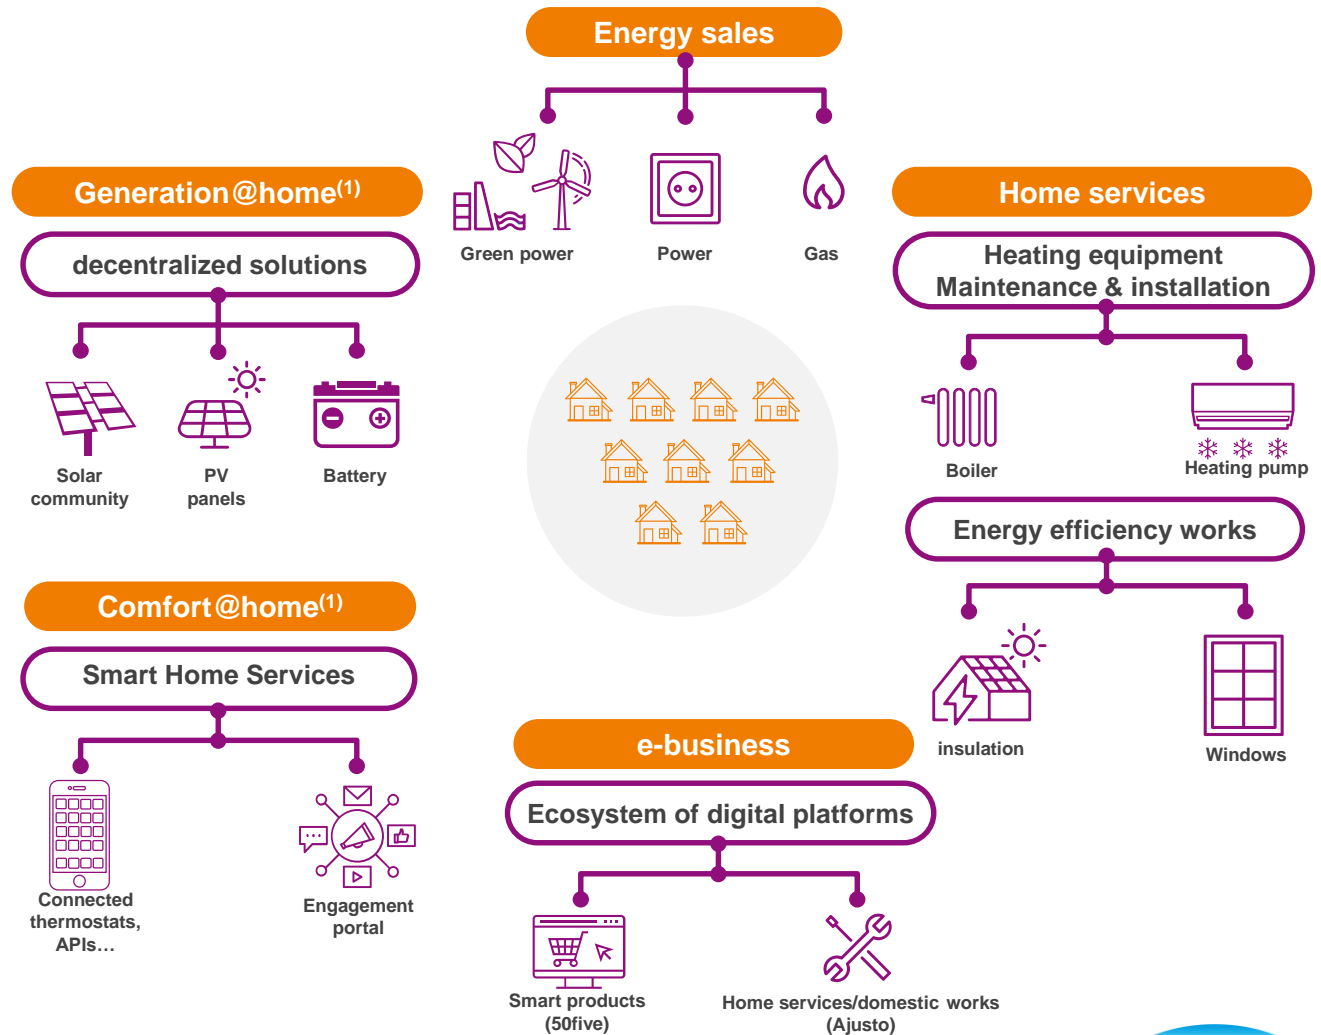 Energy sales
Green power
Power
Gas
Generation@home(1)
decentralized solutions
Solar
community
PV
panels
Battery
Home services
Heating equipment
Maintenance & installation
Boiler
Heating pump
Energy efficiency works
insulation
Windows
Comfort@home(1)
Smart Home Services
Connected
thermostats,
APIs…
Engagement
portal
e-business
Ecosystem of digital platforms
Smart products
(50five)
Home services/domestic works
(Ajusto)